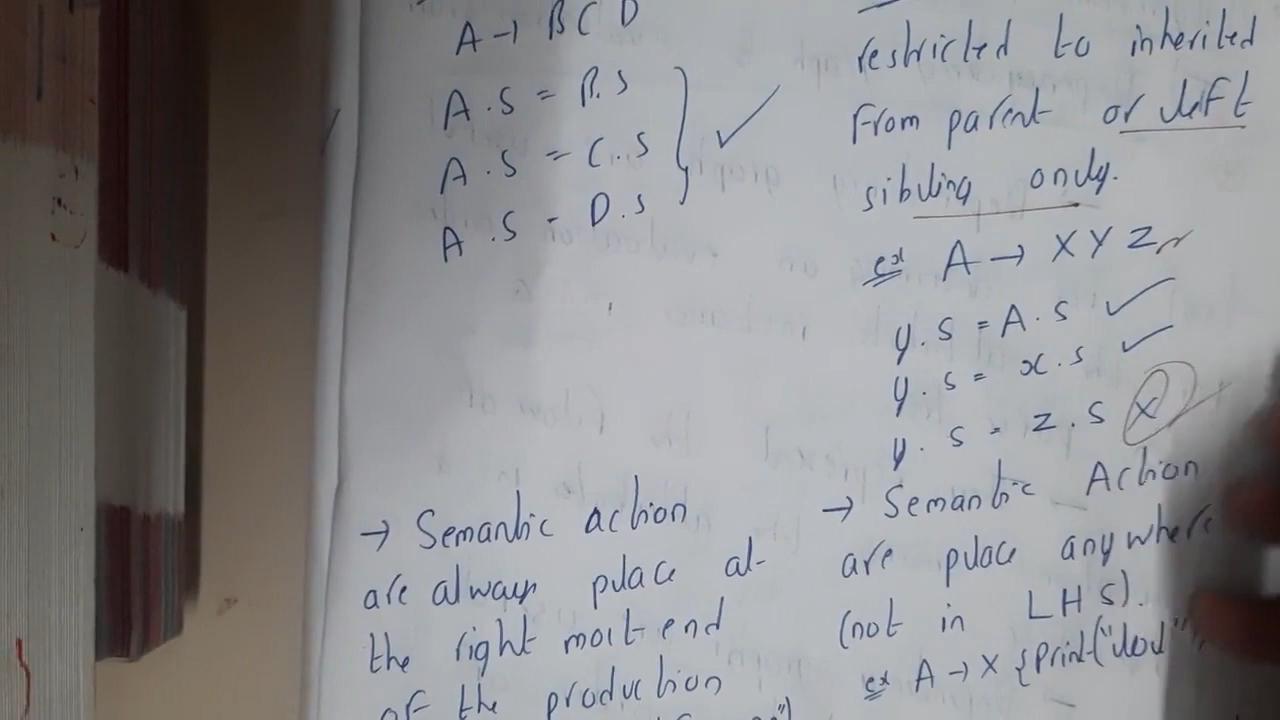 A → B C D
A.S = B.S
A.S = C.S
A.S = D.S
→ Semantic action
are always place at
the right most end
of the production
restricted to inherited
from parent or left
sibling only.
ex A → X Y Z
y.s = A.s ✓
y.s = x.s ✓
y.s = z.s X
→ Semantic Action
are place anywhere
(not in LHS).
ex A → X {print("